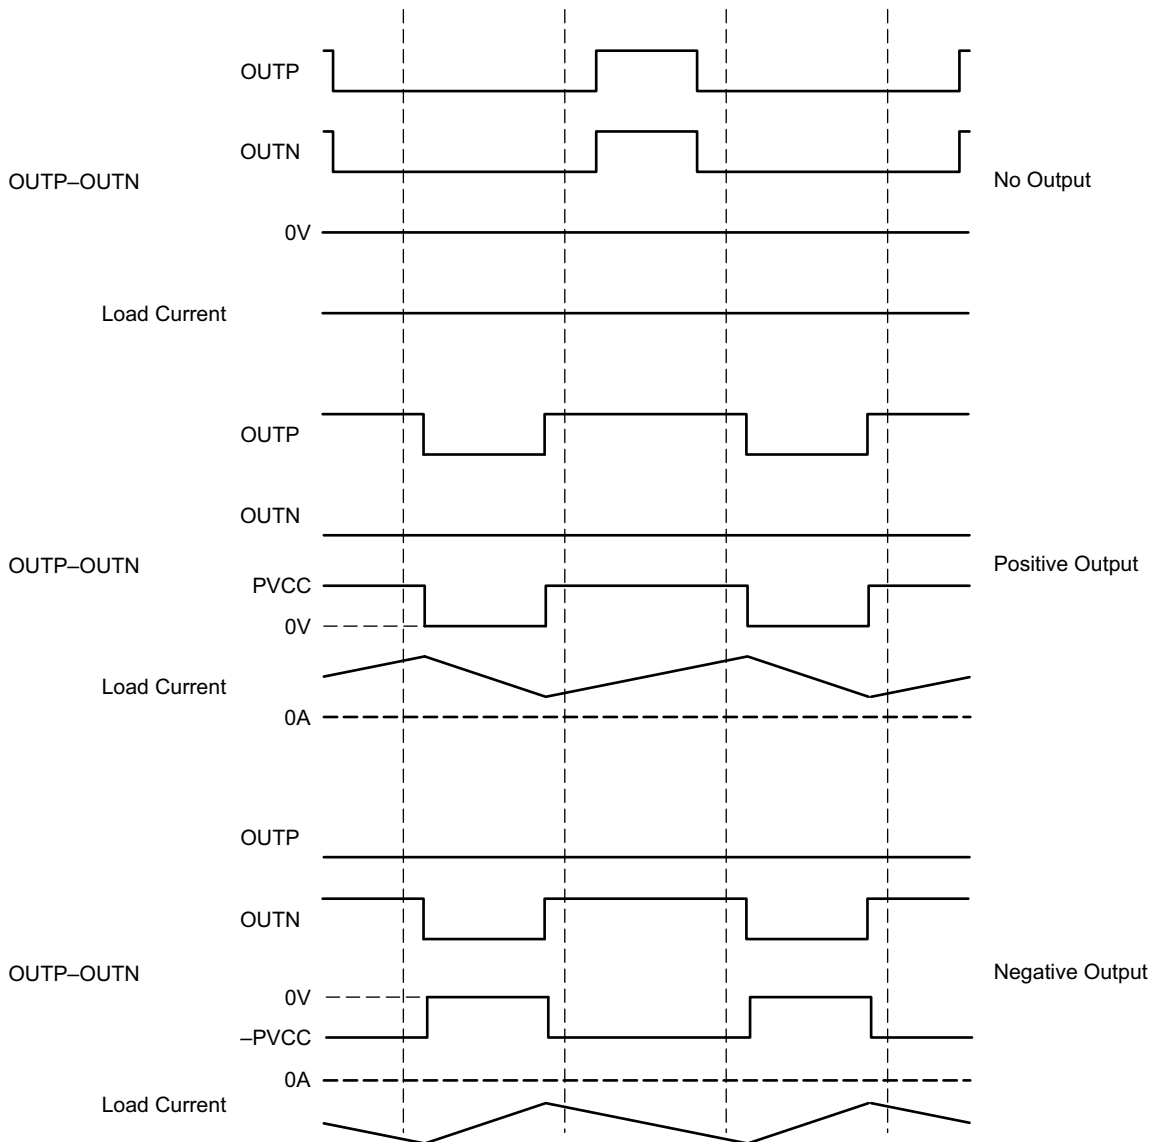 OUTP
OUTN
OUTP–OUTN
No Output
0V
Load Current
OUTP
OUTN
OUTP–OUTN
Positive Output
PVCC
0V
Load Current
0A
OUTP
OUTN
OUTP–OUTN
Negative Output
0V
–PVCC
0A
Load Current